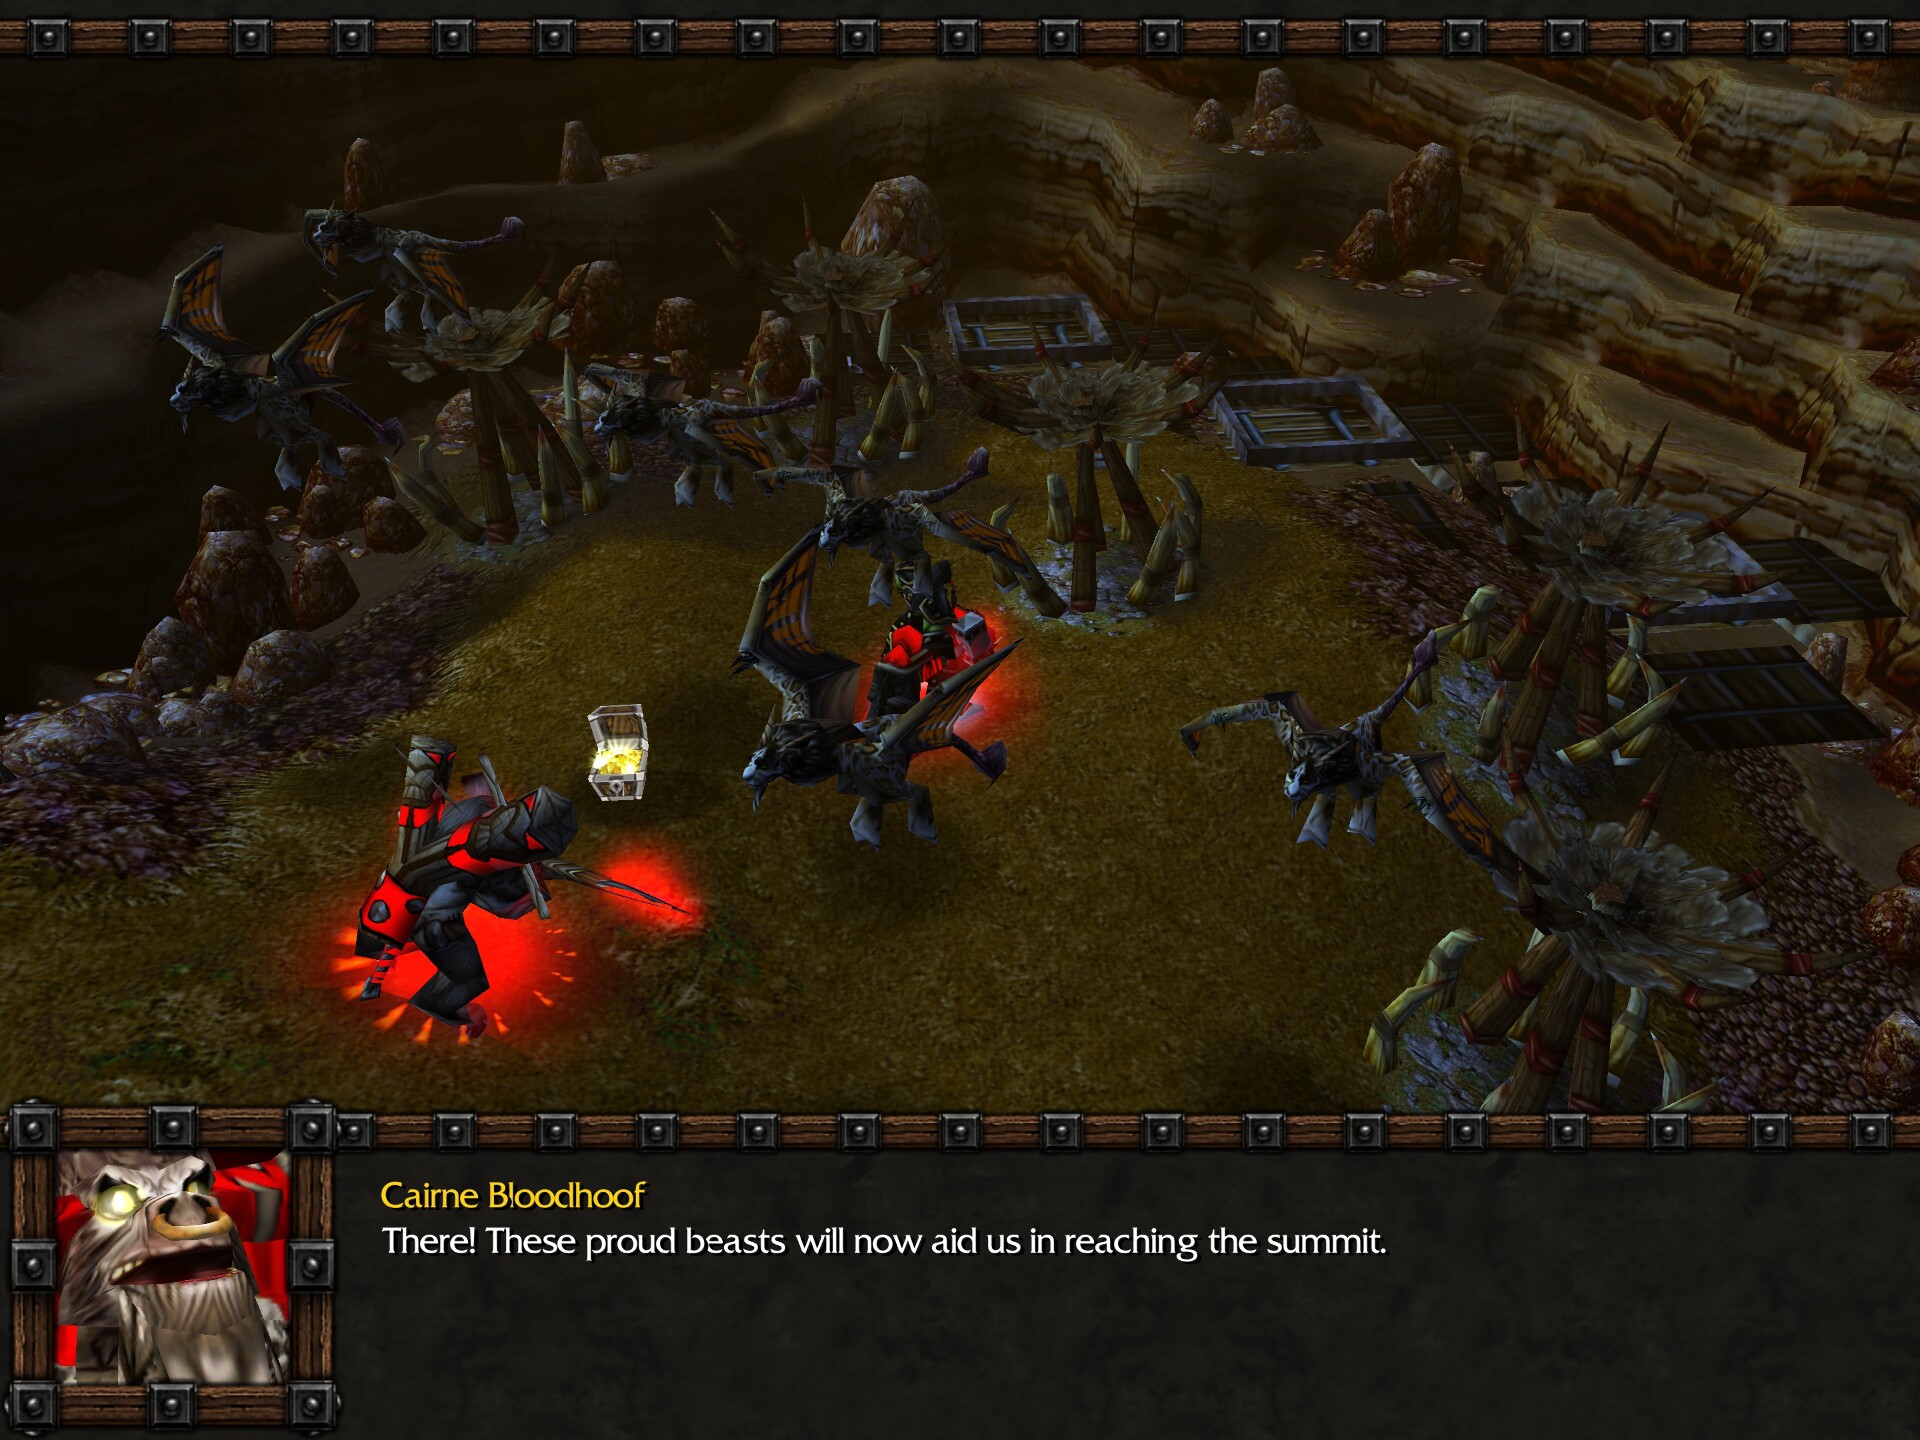 Cairne Bloodhoof
There! These proud beasts will now aid us in reaching the summit.